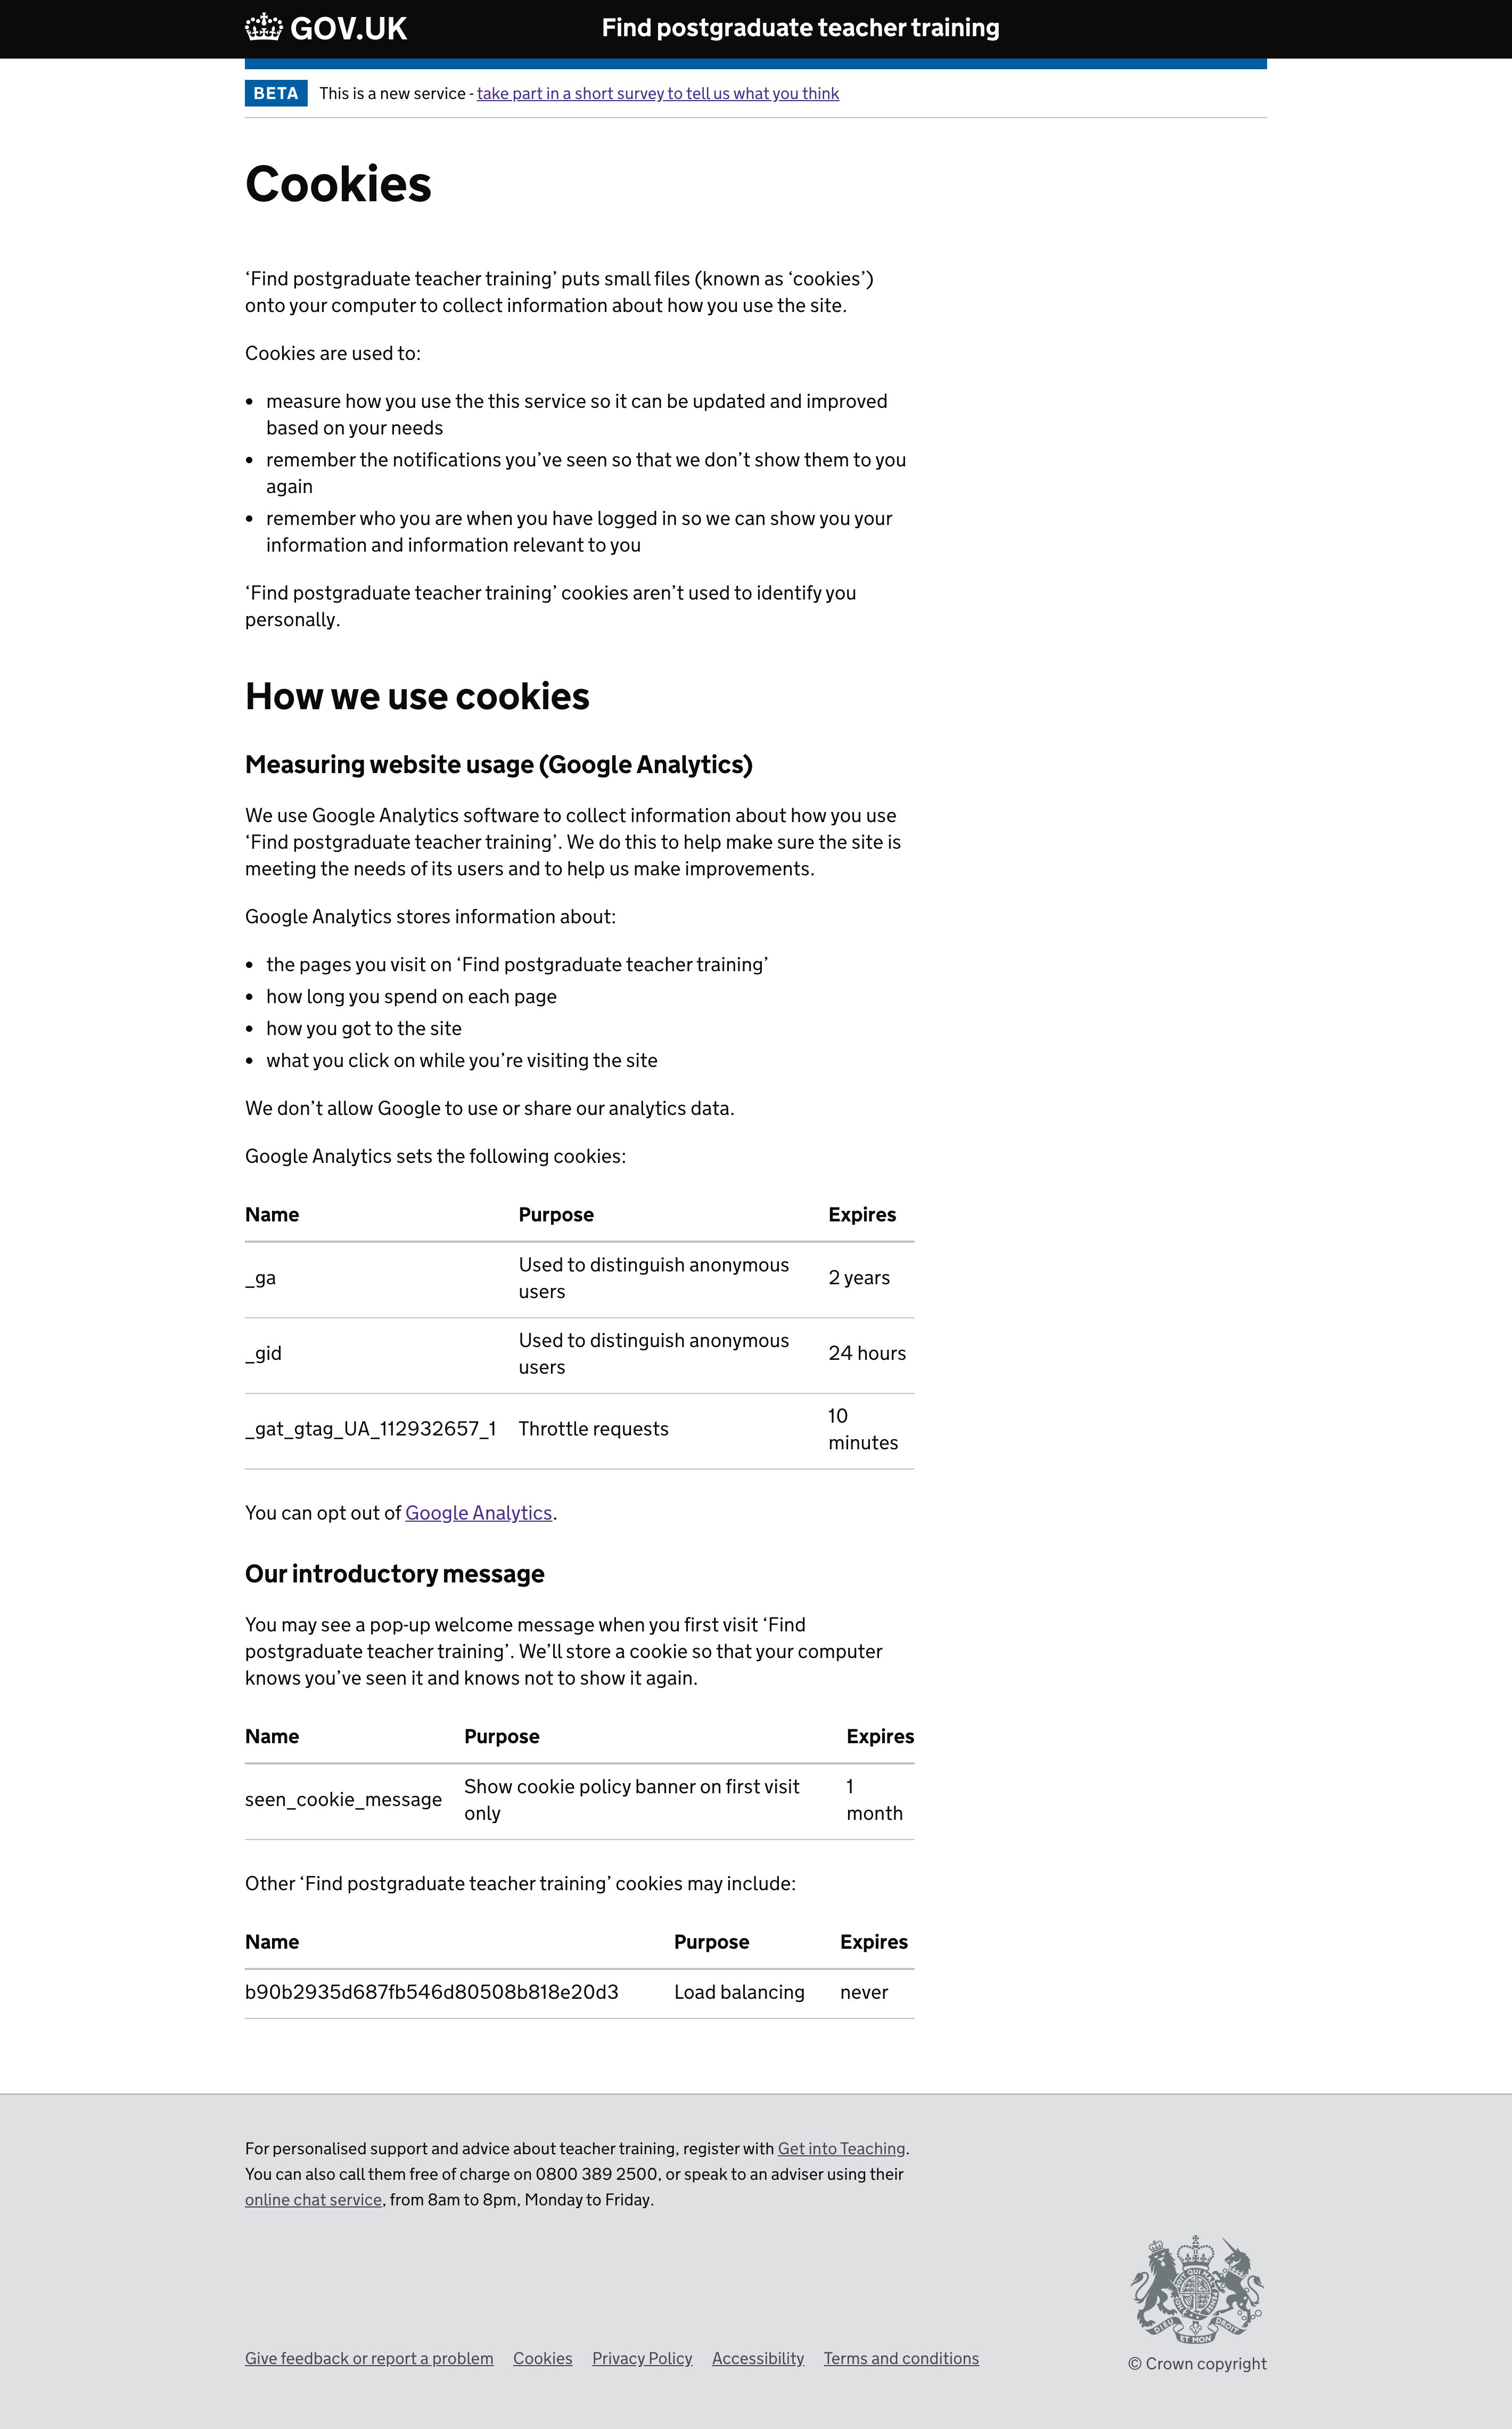 GOV.UK
Find postgraduate teacher training
BETA This is a new service - take part in a short survey to tell us what you think
Cookies
‘Find postgraduate teacher training’ puts small files (known as ‘cookies’)
onto your computer to collect information about how you use the site.
Cookies are used to:
• measure how you use the this service so it can be updated and improved
based on your needs
• remember the notifications you’ve seen so that we don’t show them to you
again
• remember who you are when you have logged in so we can show you your
information and information relevant to you
‘Find postgraduate teacher training’ cookies aren’t used to identify you
personally.
How we use cookies
Measuring website usage (Google Analytics)
We use Google Analytics software to collect information about how you use
‘Find postgraduate teacher training’. We do this to help make sure the site is
meeting the needs of its users and to help us make improvements.
Google Analytics stores information about:
• the pages you visit on ‘Find postgraduate teacher training’
• how long you spend on each page
• how you got to the site
• what you click on while you’re visiting the site
We don’t allow Google to use or share our analytics data.
Google Analytics sets the following cookies:
Name Purpose Expires
_ga Used to distinguish anonymous users 2 years
_gid Used to distinguish anonymous users 24 hours
_gat_gtag_UA_112932657_1 Throttle requests 10 minutes
You can opt out of Google Analytics.
Our introductory message
You may see a pop-up welcome message when you first visit ‘Find
postgraduate teacher training’. We’ll store a cookie so that your computer
knows you’ve seen it and knows not to show it again.
Name Purpose Expires
seen_cookie_message Show cookie policy banner on first visit only 1 month
Other ‘Find postgraduate teacher training’ cookies may include:
Name Purpose Expires
b90b2935d687fb546d80508b818e20d3 Load balancing never
For personalised support and advice about teacher training, register with Get into Teaching.
You can also call them free of charge on 0800 389 2500, or speak to an adviser using their
online chat service, from 8am to 8pm, Monday to Friday.
DIEU ET MON DROIT
Give feedback or report a problem Cookies Privacy Policy Accessibility Terms and conditions
© Crown copyright